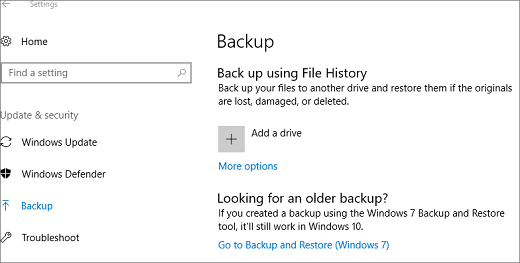 Settings
Home
Find a setting
Update & security
Windows Update
Windows Defender
Backup
Troubleshoot
Backup
Back up using File History
Back up your files to another drive and restore them if the originals
are lost, damaged, or deleted.
Add a drive
More options
Looking for an older backup?
If you created a backup using the Windows 7 Backup and Restore
tool, it'll still work in Windows 10.
Go to Backup and Restore (Windows 7)